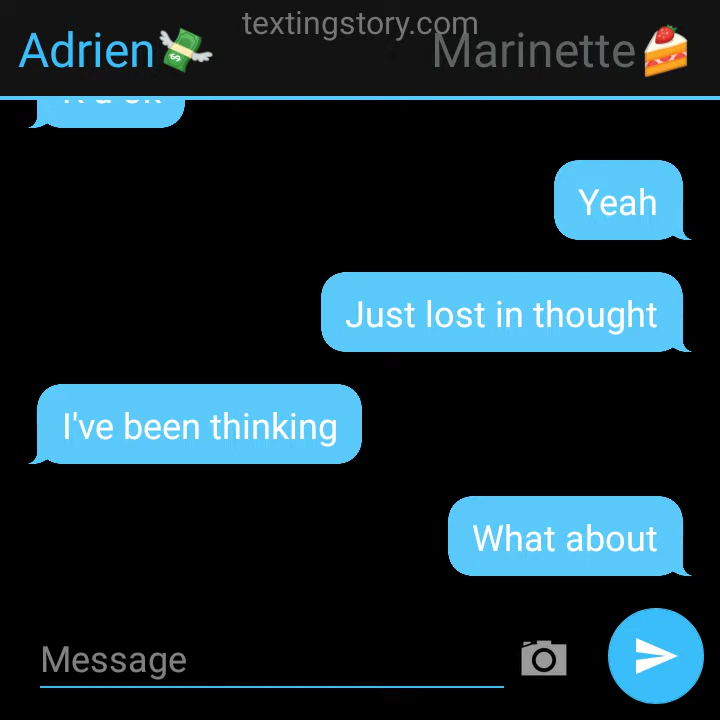 textingstory.com
Adrien💸 Marinette🍰
Yeah
Just lost in thought
I've been thinking
What about
Message